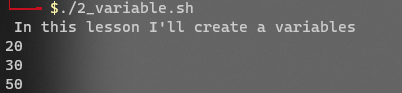 $./2_variable.sh
In this lesson I'll create a variables
20
30
50